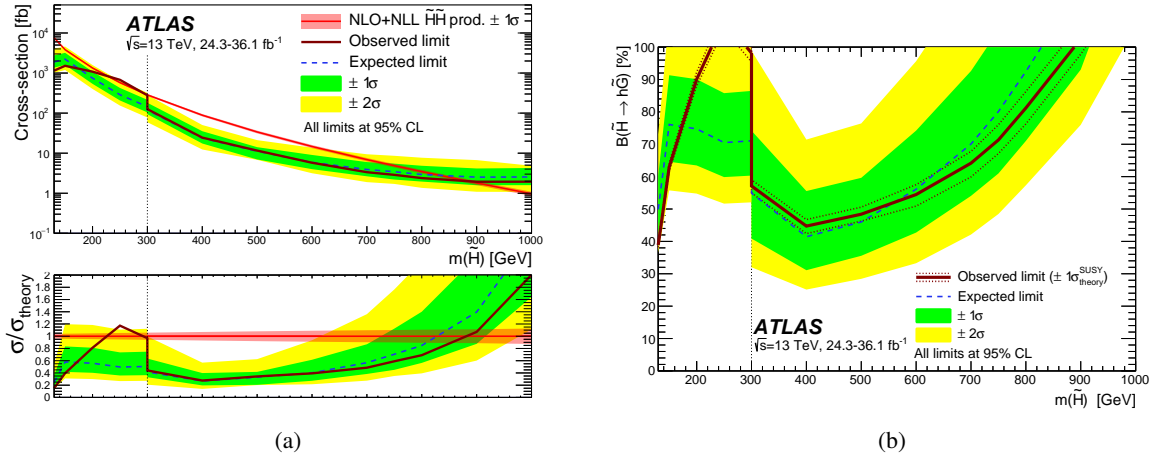 Cross-section [fb]
10⁴
10³
10²
10
1
10⁻¹
ATLAS
√s=13 TeV, 24.3-36.1 fb⁻¹
NLO+NLL H̃H̃ prod. ± 1σ
Observed limit
Expected limit
± 1σ
± 2σ
All limits at 95% CL
200 300 400 500 600 700 800 900 1000
m(H̃) [GeV]
σ/σtheory
2
1.8
1.6
1.4
1.2
1
0.8
0.6
0.4
0.2
0
(a)
B(H̃ → hG̃) [%]
100
90
80
70
60
50
40
30
20
10
0
Observed limit (± 1σ^SUSY_theory)
Expected limit
± 1σ
± 2σ
All limits at 95% CL
ATLAS
√s=13 TeV, 24.3-36.1 fb⁻¹
200 300 400 500 600 700 800 900 1000
m(H̃) [GeV]
(b)